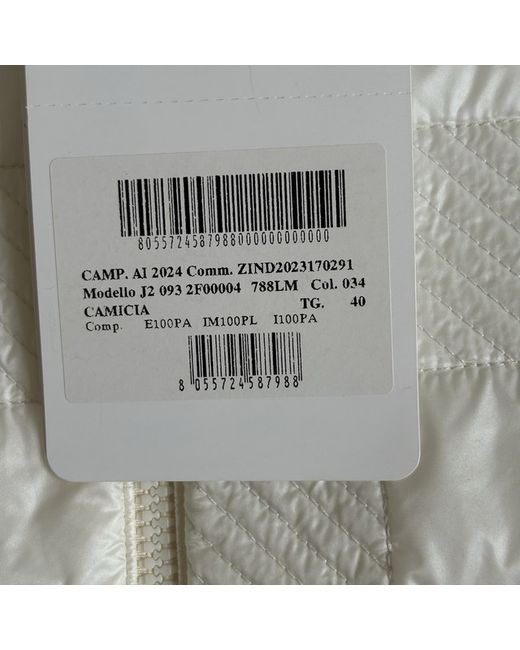 8055724587988000000000000
CAMP. AI 2024 Comm. ZIND2023170291
Modello J2 093 2F00004 788LM Col. 034
CAMICIA TG. 40
Comp. E100PA IM100PL I100PA
8 055724 587988